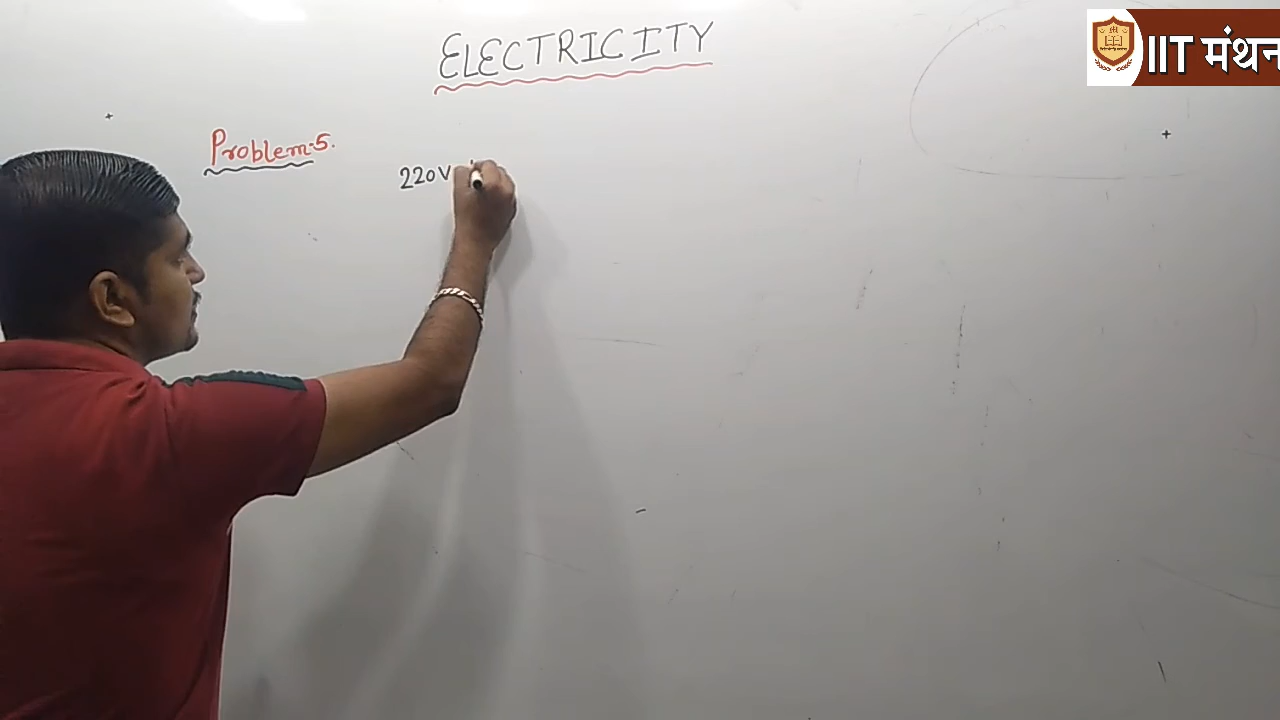 ELECTRICITY
IIT मंथन
Problem-5.
220V